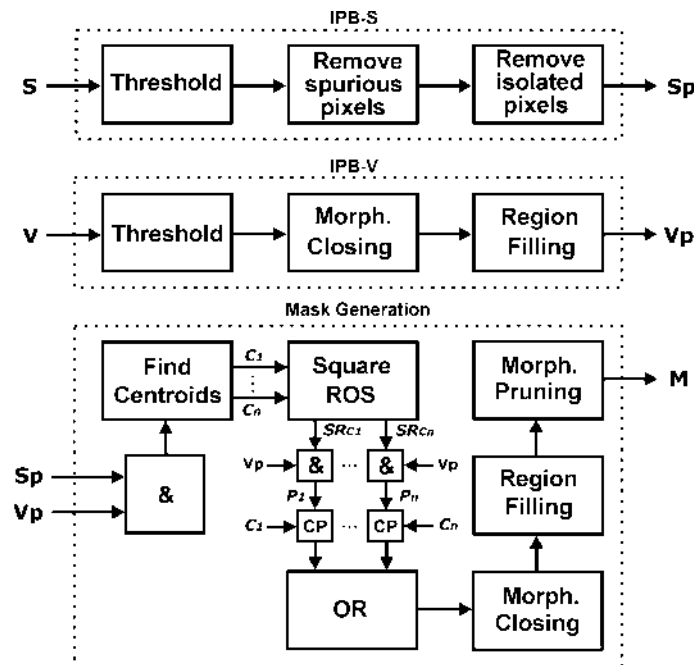 IPB-S
S
Threshold
Remove
spurious
pixels
Remove
isolated
pixels
Sp
IPB-V
V
Threshold
Morph.
Closing
Region
Filling
Vp
Mask Generation
Find
Centroids
C1
Cn
Square
ROS
Morph.
Pruning
M
SRC1
SRCn
Vp
&
...
&
Vp
Sp
Vp
&
P1
Pn
Region
Filling
C1
CP
...
CP
Cn
OR
Morph.
Closing